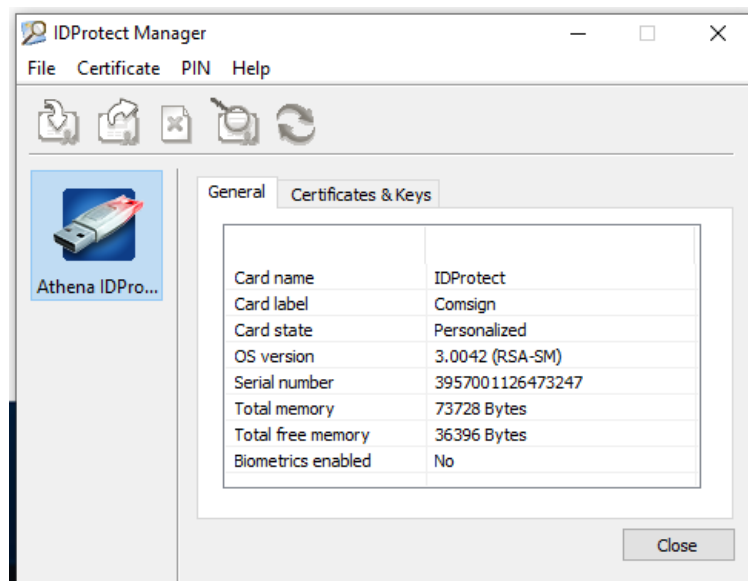 IDProtect Manager
File Certificate PIN Help
General Certificates & Keys
Athena IDPro...
Card name IDProtect
Card label Comsign
Card state Personalized
OS version 3.0042 (RSA-SM)
Serial number 3957001126473247
Total memory 73728 Bytes
Total free memory 36396 Bytes
Biometrics enabled No
Close